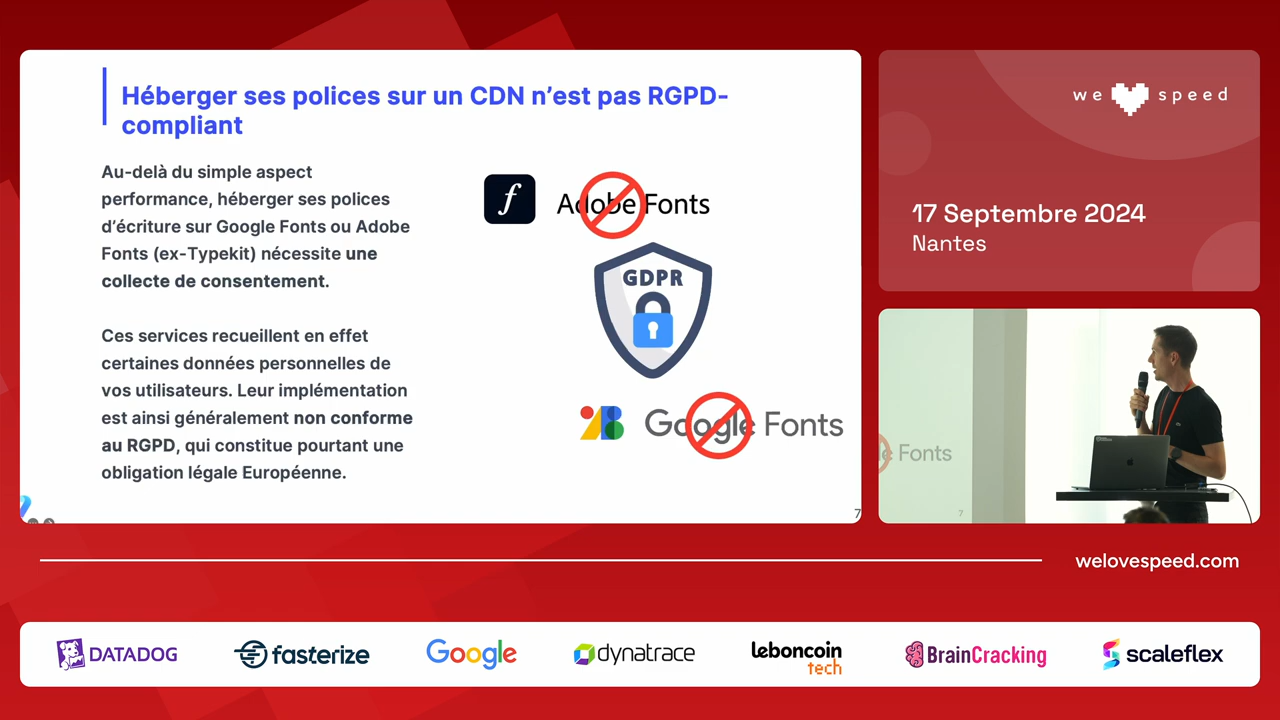 Héberger ses polices sur un CDN n’est pas RGPD-
compliant
Au-delà du simple aspect
performance, héberger ses polices
d’écriture sur Google Fonts ou Adobe
Fonts (ex-Typekit) nécessite une
collecte de consentement.
Ces services recueillent en effet
certaines données personnelles de
vos utilisateurs. Leur implémentation
est ainsi généralement non conforme
au RGPD, qui constitue pourtant une
obligation légale Européenne.
f Adobe Fonts
GDPR
Google Fonts
7
we speed
17 Septembre 2024
Nantes
e Fonts
7
welovespeed.com
DATADOG
fasterize
Google
dynatrace
leboncoin
tech
BrainCracking
scaleflex